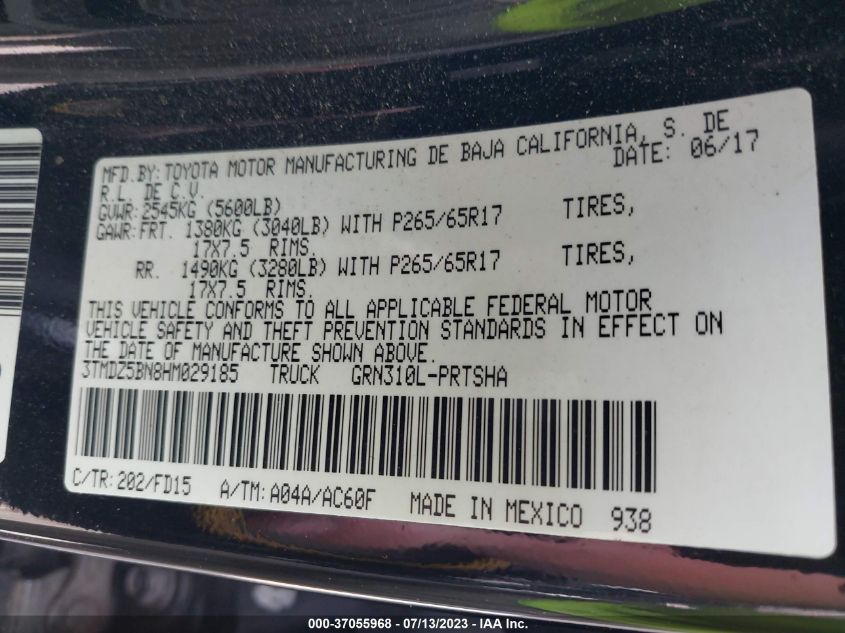 MFD.BY: TOYOTA MOTOR MANUFACTURING DE BAJA CALIFORNIA, S. DE
R.L. DE C.V. DATE: 06/17
GVWR: 2545KG (5600LB)
GAWR: FRT. 1380KG (3040LB) WITH P265/65R17 TIRES,
17X7.5 RIMS.
RR. 1490KG (3280LB) WITH P265/65R17 TIRES,
17X7.5 RIMS.
THIS VEHICLE CONFORMS TO ALL APPLICABLE FEDERAL MOTOR
VEHICLE SAFETY AND THEFT PREVENTION STANDARDS IN EFFECT ON
THE DATE OF MANUFACTURE SHOWN ABOVE.
3TMDZ5BN8HM029185 TRUCK GRN310L-PRTSHA
C/TR: 202/FD15 A/TM: A04A/AC60F MADE IN MEXICO 938
000-37055968 - 07/13/2023 - IAAI.com